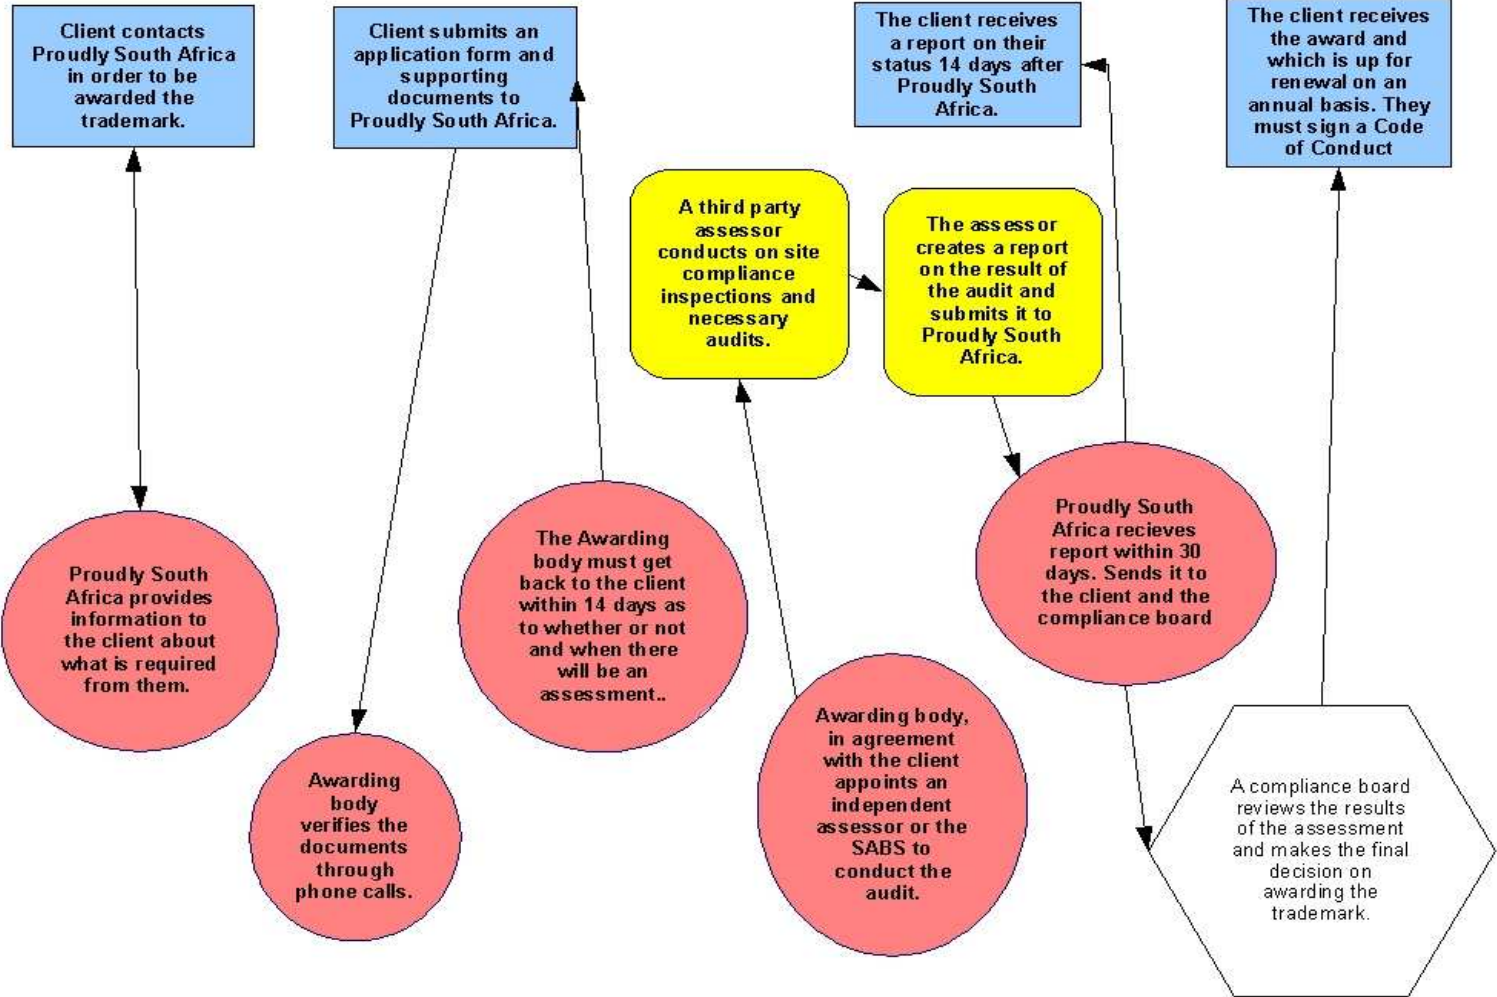 Client contacts
Proudly South Africa
in order to be
awarded the
trademark.
Client submits an
application form and
supporting
documents to
Proudly South Africa.
The client receives
a report on their
status 14 days after
Proudly South
Africa.
The client receives
the award and
which is up for
renewal on an
annual basis. They
must sign a Code
of Conduct
A third party
assessor
conducts on site
compliance
inspections and
necessary
audits.
The assessor
creates a report
on the result of
the audit and
submits it to
Proudly South
Africa.
Proudly South
Africa provides
information to
the client about
what is required
from them.
Awarding
body
verifies the
documents
through
phone calls.
The Awarding
body must get
back to the client
within 14 days as
to whether or not
and when there
will be an
assessment..
Awarding body,
in agreement
with the client
appoints an
independent
assessor or the
SABS to
conduct the
audit.
Proudly South
Africa recieves
report within 30
days. Sends it to
the client and the
compliance board
A compliance board
reviews the results
of the assessment
and makes the final
decision on
awarding the
trademark.